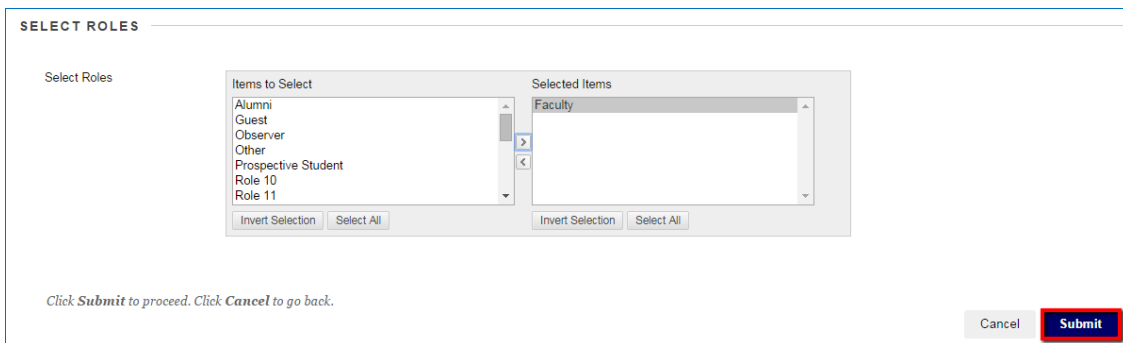 SELECT ROLES
Select Roles
Items to Select
Alumni
Guest
Observer
Other
Prospective Student
Role 10
Role 11
Invert Selection Select All
>
<
Selected Items
Faculty
Invert Selection Select All
Click Submit to proceed. Click Cancel to go back.
Cancel Submit